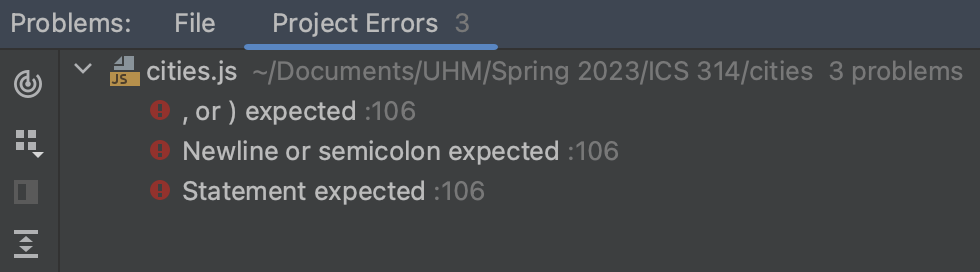 Problems: File Project Errors 3
JS cities.js ~/Documents/UHM/Spring 2023/ICS 314/cities 3 problems
, or ) expected :106
Newline or semicolon expected :106
Statement expected :106